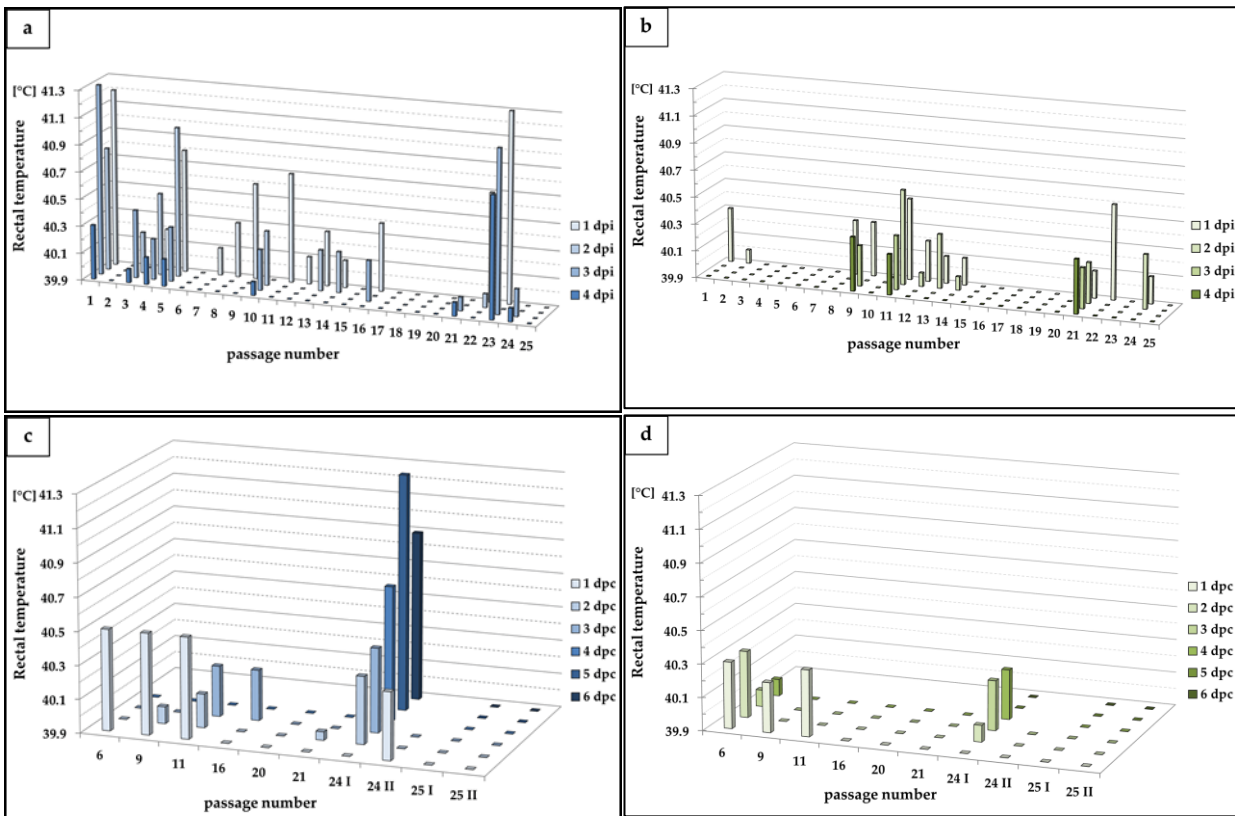 a
[°C] 41.3
41.1
40.9
40.7
40.5
40.3
40.1
39.9
Rectal temperature
1 2 3 4 5 6 7 8 9 10 11 12 13 14 15 16 17 18 19 20 21 22 23 24 25
passage number
1 dpi
2 dpi
3 dpi
4 dpi
b
[°C] 41.3
41.1
40.9
40.7
40.5
40.3
40.1
39.9
Rectal temperature
1 2 3 4 5 6 7 8 9 10 11 12 13 14 15 16 17 18 19 20 21 22 23 24 25
passage number
1 dpi
2 dpi
3 dpi
4 dpi
c
[°C] 41.3
41.1
40.9
40.7
40.5
40.3
40.1
39.9
Rectal temperature
6 9 11 16 20 21 24 I 24 II 25 I 25 II
passage number
1 dpc
2 dpc
3 dpc
4 dpc
5 dpc
6 dpc
d
[°C] 41.3
41.1
40.9
40.7
40.5
40.3
40.1
39.9
Rectal temperature
6 9 11 16 20 21 24 I 24 II 25 I 25 II
passage number
1 dpc
2 dpc
3 dpc
4 dpc
5 dpc
6 dpc